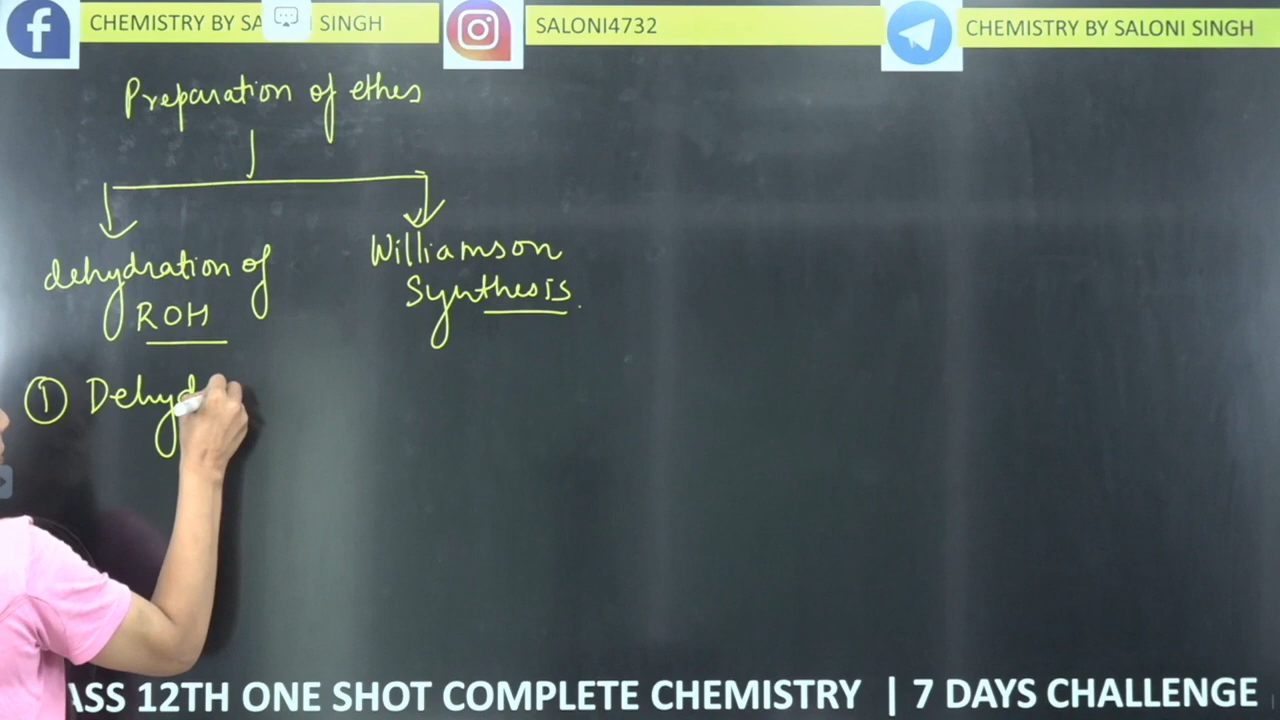 CHEMISTRY BY SA SINGH
SALONI4732
CHEMISTRY BY SALONI SINGH
Preparation of ethes
dehydration of
ROH
Williamson
Synthesis.
① Dehyd
ASS 12TH ONE SHOT COMPLETE CHEMISTRY | 7 DAYS CHALLENGE